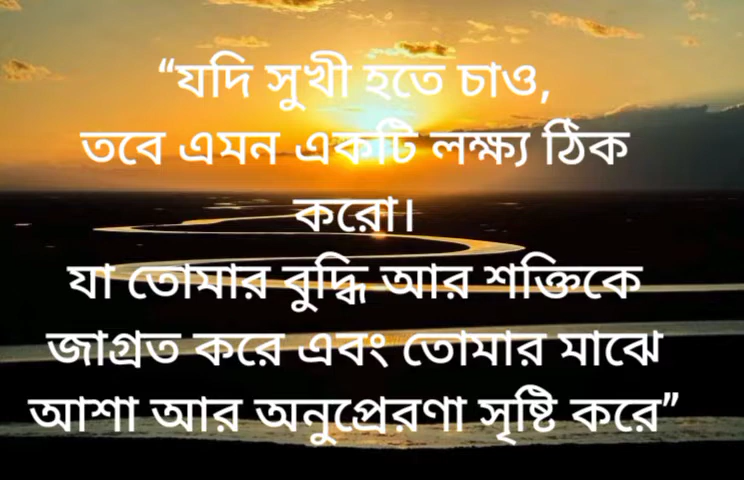 “যদি সুখী হতে চাও,
তবে এমন একটি লক্ষ্য ঠিক
করো।
যা তোমার বুদ্ধি আর শক্তিকে
জাগ্রত করে এবং তোমার মাঝে
আশা আর অনুপ্রেরণা সৃষ্টি করে”